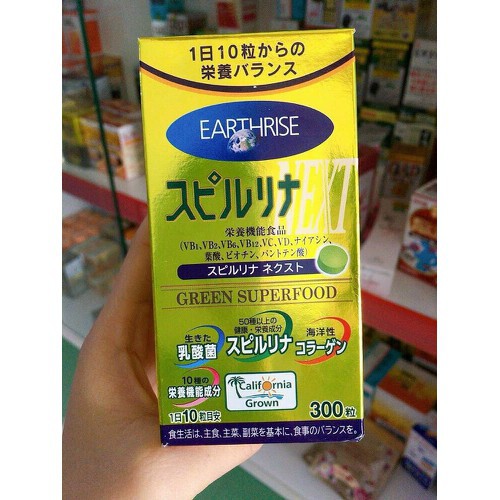 1日10粒からの
栄養バランス
EARTHRISE
スピルリナ
NEXT
栄養機能食品
(VB1、VB2、VB6、VB12、VC、VD、ナイアシン、
葉酸、ビオチン、パントテン酸)
スピルリナ ネクスト
GREEN SUPERFOOD
生きた
乳酸菌
50種以上の
健康・栄養成分
スピルリナ
海洋性
コラーゲン
10種の
栄養機能成分
California
Grown
1日10粒目安
300粒
食生活は、主食、主菜、副菜を基本に、食事のバランスを。